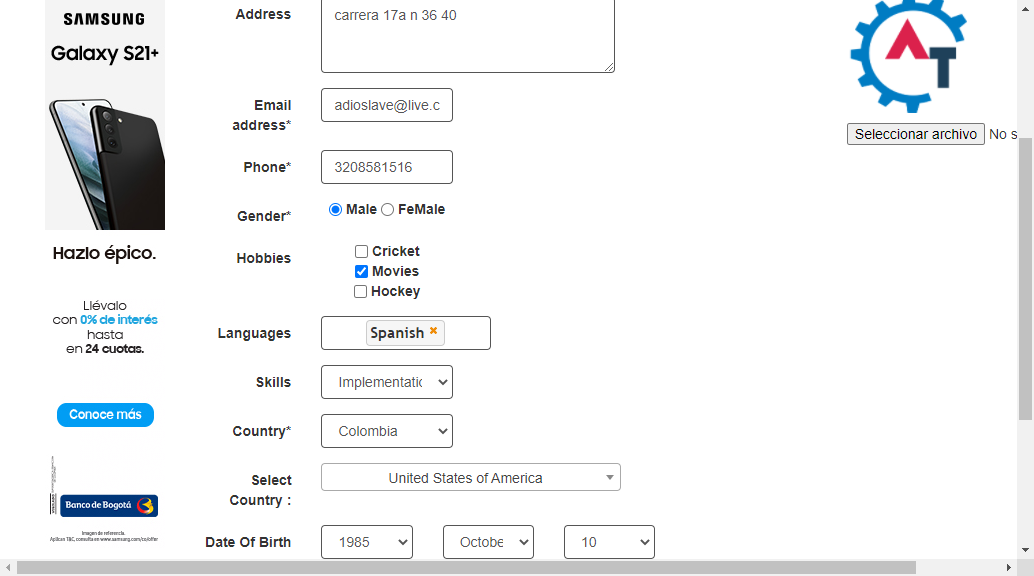 SAMSUNG
Galaxy S21+
Hazlo épico.
Llévalo
con 0% de interés
hasta
en 24 cuotas.
Conoce más
Banco de Bogotá
Imagen de referencia.
Aplican T&C, consulta en www.samsung.com/co/offer
Address
carrera 17a n 36 40
Email
address*
adioslave@live.c
Phone*
3208581516
Gender*
Male FeMale
Hobbies
Cricket
Movies
Hockey
Languages
Spanish
Skills
Implementatic
Country*
Colombia
Select
Country :
United States of America
Date Of Birth
1985 Octobe 10
AT
Seleccionar archivo No s